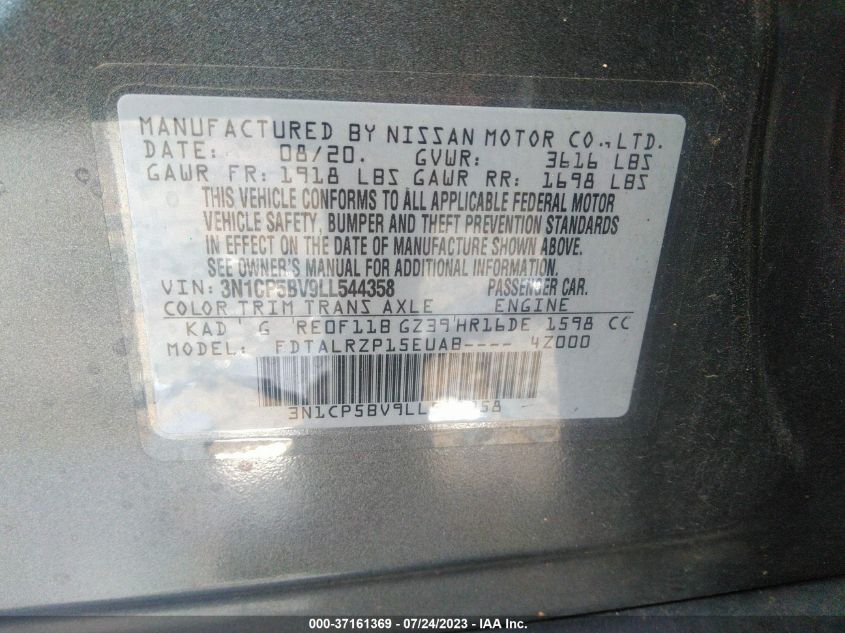 MANUFACTURED BY NISSAN MOTOR CO.,LTD.
DATE: 08/20. GVWR: 3616 LBS
GAWR FR: 1918 LBS GAWR RR: 1698 LBS
THIS VEHICLE CONFORMS TO ALL APPLICABLE FEDERAL MOTOR
VEHICLE SAFETY, BUMPER AND THEFT PREVENTION STANDARDS
IN EFFECT ON THE DATE OF MANUFACTURE SHOWN ABOVE.
SEE OWNER'S MANUAL FOR ADDITIONAL INFORMATION.
VIN: 3N1CP5BV9LL544358 PASSENGER CAR.
COLOR TRIM TRANS AXLE ENGINE
KAD ' G 'RE0F11B GZ39'HR16DE 1598 CC
MODEL: FDTALRZP15EUAB---- 4Z000
000-37161369 / 07/24/2023 - IAA Inc.